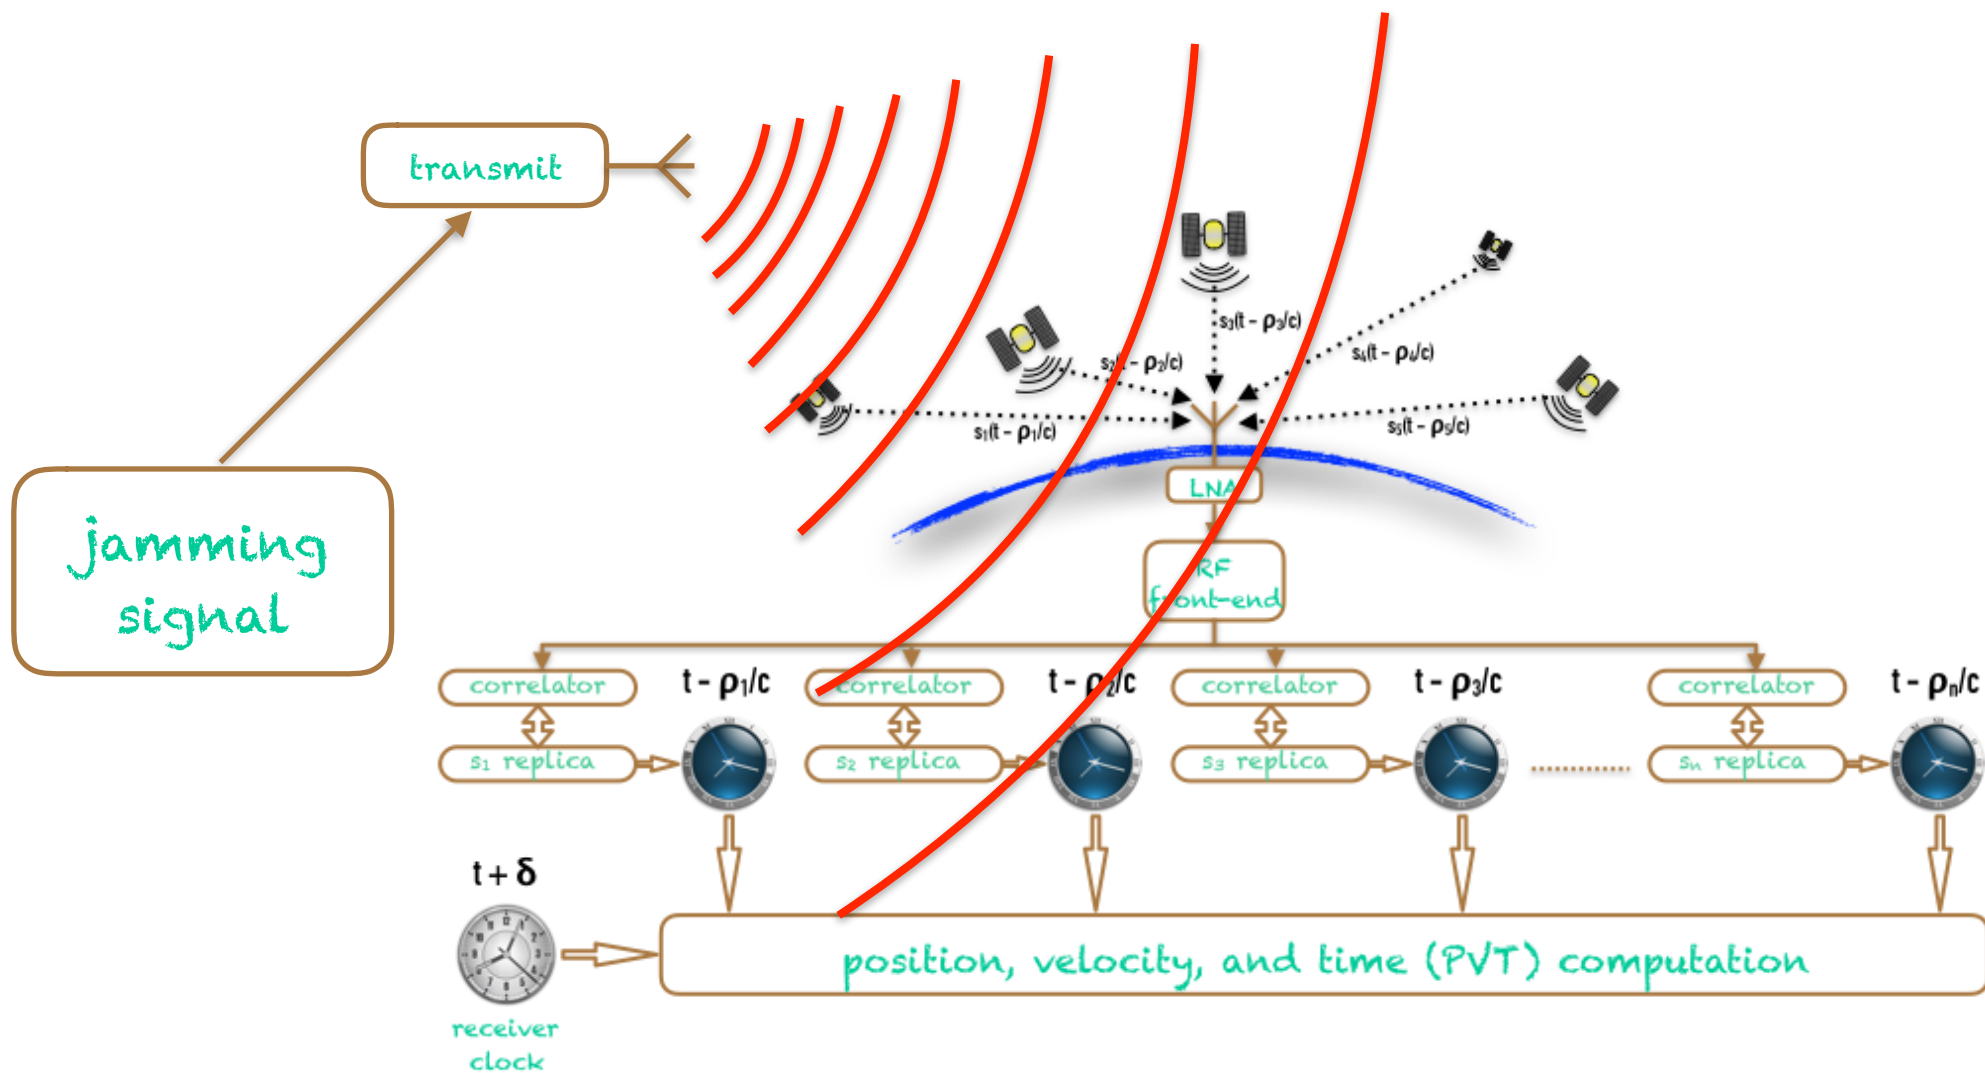 transmit
jamming
signal
s₃(t - ρ₃/c)
s₂(t - ρ₂/c)
s₄(t - ρ₄/c)
s₁(t - ρ₁/c)
s₅(t - ρ₅/c)
LNA
RF
front-end
correlator
t - ρ₁/c
correlator
t - ρ₂/c
correlator
t - ρ₃/c
correlator
t - ρₙ/c
s₁ replica
s₂ replica
s₃ replica
sₙ replica
t + δ
position, velocity, and time (PVT) computation
receiver
clock